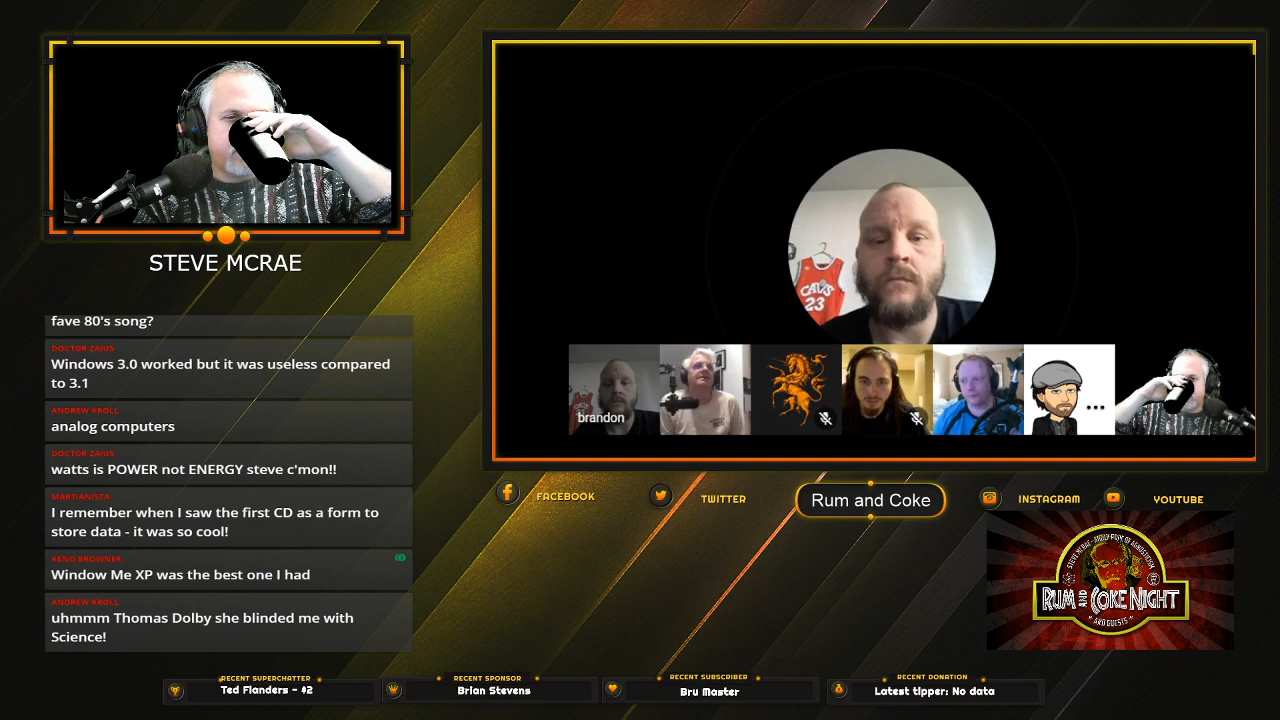 STEVE MCRAE
fave 80's song?
DOCTOR ZAIUS
Windows 3.0 worked but it was useless compared
to 3.1
ANDREW KROLL
analog computers
DOCTOR ZAIUS
watts is POWER not ENERGY steve c'mon!!
MARTIANISTA
I remember when I saw the first CD as a form to
store data - it was so cool!
KENO BROWNER
Window Me XP was the best one I had
ANDREW KROLL
uhmmm Thomas Dolby she blinded me with
Science!
CAVS
23
brandon
FACEBOOK
TWITTER
Rum and Coke
INSTAGRAM
YOUTUBE
RUM AND COKE NIGHT
AND GUESTS
RECENT SUPERCHATTER
Ted Flanders - $2
RECENT SPONSOR
Brian Stevens
RECENT SUBSCRIBER
Bru Master
RECENT DONATION
Latest tipper: No data